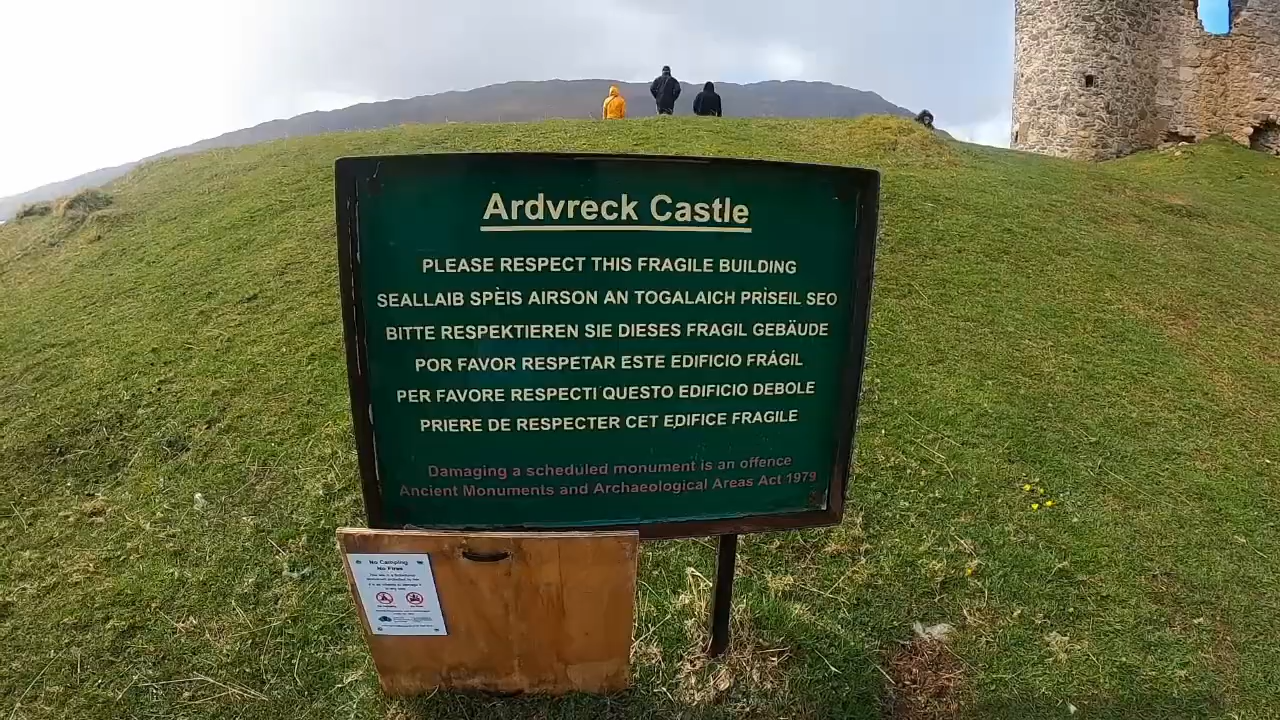 Ardvreck Castle
PLEASE RESPECT THIS FRAGILE BUILDING
SEALLAIB SPÈIS AIRSON AN TOGALAICH PRÌSEIL SEO
BITTE RESPEKTIEREN SIE DIESES FRAGIL GEBÄUDE
POR FAVOR RESPETAR ESTE EDIFICIO FRÁGIL
PER FAVORE RESPECTI QUESTO EDIFICIO DEBOLE
PRIERE DE RESPECTER CET EDIFICE FRAGILE
Damaging a scheduled monument is an offence
Ancient Monuments and Archaeological Areas Act 1979
No Camping
No Fires